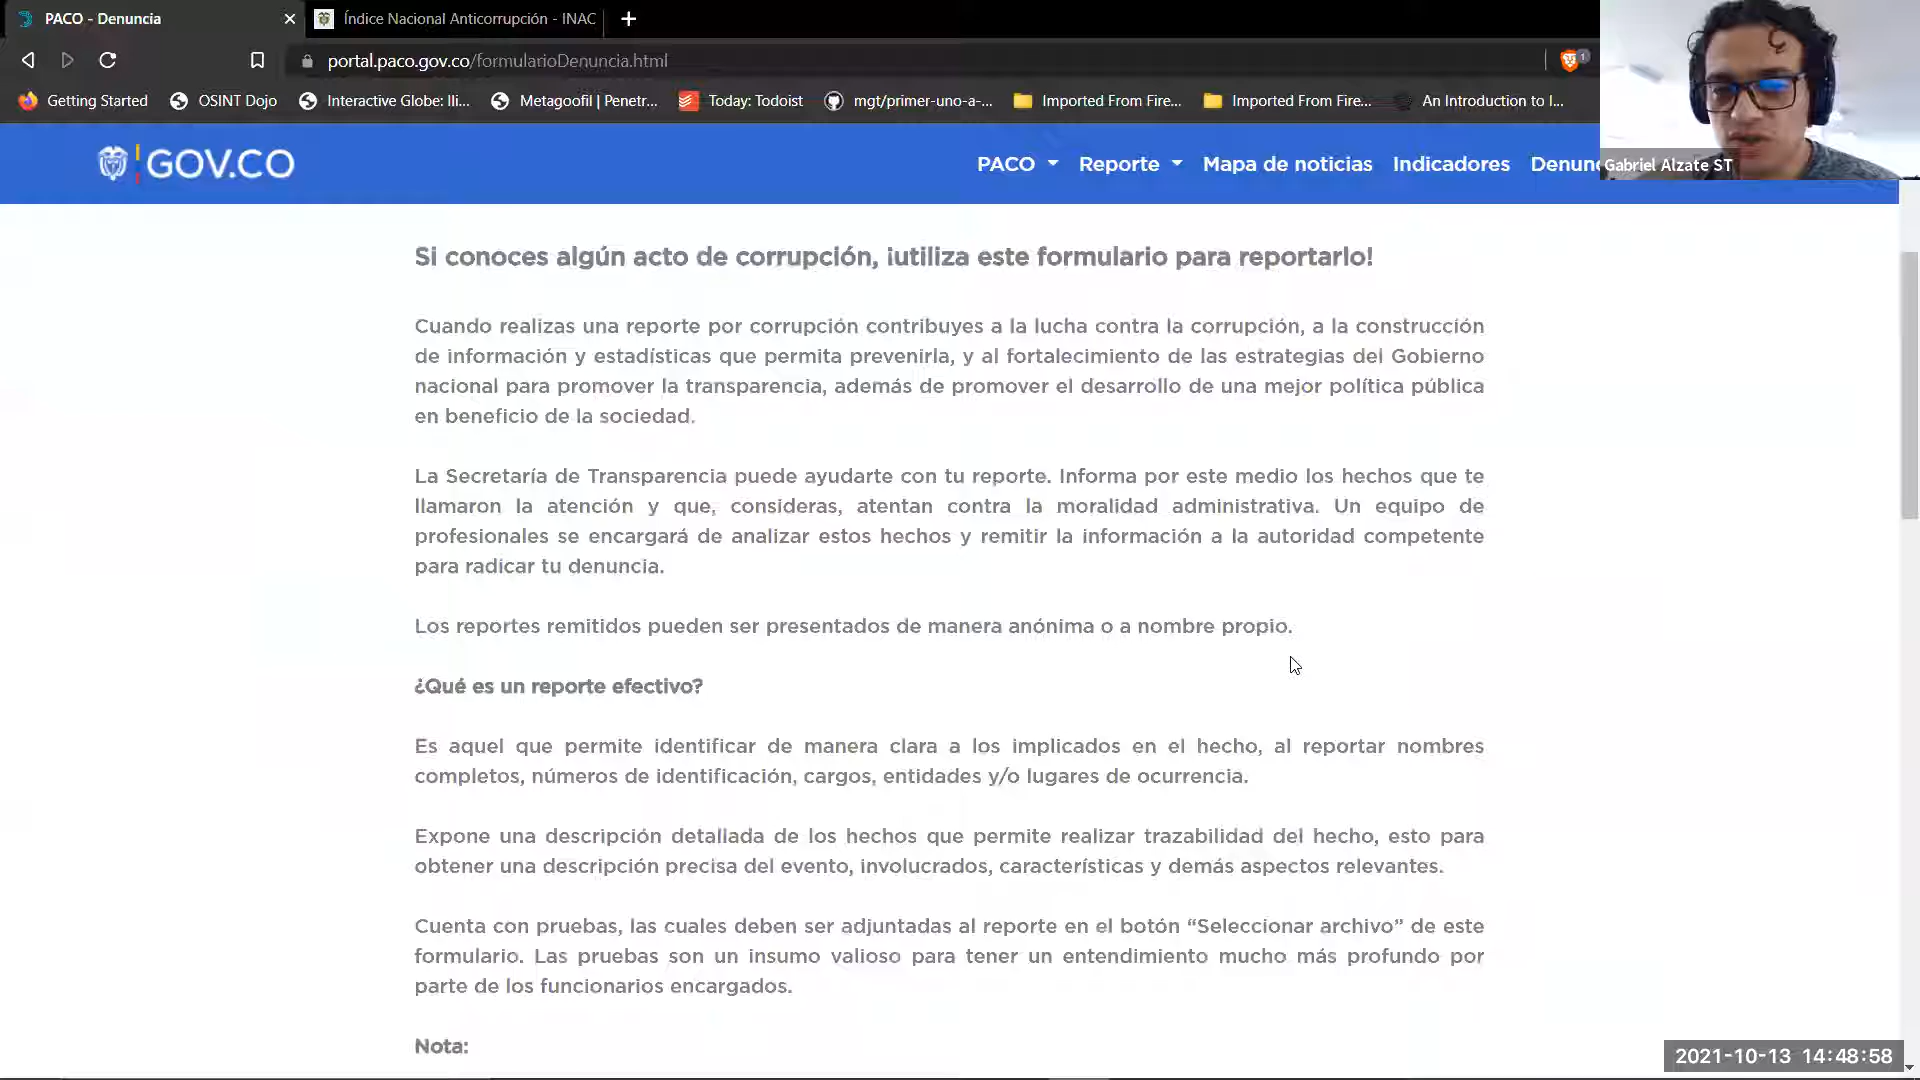 PACO - Denuncia
Índice Nacional Anticorrupción - INAC
portal.paco.gov.co/formularioDenuncia.html
1
Getting Started
OSINT Dojo
Interactive Globe: Ili...
Metagoofil | Penetr...
Today: Todoist
mgt/primer-uno-a-...
Imported From Fire...
Imported From Fire...
An Introduction to I...
GOV.CO
PACO
Reporte
Mapa de noticias
Indicadores
Denunc
Gabriel Alzate ST
Si conoces algún acto de corrupción, ¡utiliza este formulario para reportarlo!
Cuando realizas una reporte por corrupción contribuyes a la lucha contra la corrupción, a la construcción
de información y estadísticas que permita prevenirla, y al fortalecimiento de las estrategias del Gobierno
nacional para promover la transparencia, además de promover el desarrollo de una mejor política pública
en beneficio de la sociedad.
La Secretaría de Transparencia puede ayudarte con tu reporte. Informa por este medio los hechos que te
llamaron la atención y que, consideras, atentan contra la moralidad administrativa. Un equipo de
profesionales se encargará de analizar estos hechos y remitir la información a la autoridad competente
para radicar tu denuncia.
Los reportes remitidos pueden ser presentados de manera anónima o a nombre propio.
¿Qué es un reporte efectivo?
Es aquel que permite identificar de manera clara a los implicados en el hecho, al reportar nombres
completos, números de identificación, cargos, entidades y/o lugares de ocurrencia.
Expone una descripción detallada de los hechos que permite realizar trazabilidad del hecho, esto para
obtener una descripción precisa del evento, involucrados, características y demás aspectos relevantes.
Cuenta con pruebas, las cuales deben ser adjuntadas al reporte en el botón “Seleccionar archivo” de este
formulario. Las pruebas son un insumo valioso para tener un entendimiento mucho más profundo por
parte de los funcionarios encargados.
Nota:
2021-10-13 14:48:58